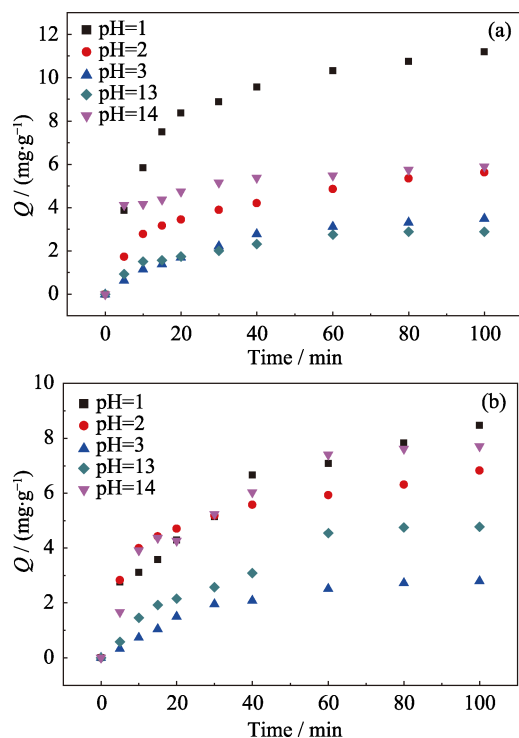 (a)
pH=1
pH=2
pH=3
pH=13
pH=14
12
10
8
6
4
2
0
Q / (mg·g⁻¹)
0 20 40 60 80 100
Time / min
(b)
pH=1
pH=2
pH=3
pH=13
pH=14
10
8
6
4
2
0
Q / (mg·g⁻¹)
0 20 40 60 80 100
Time / min